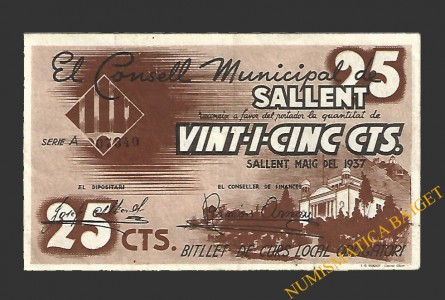 25
El Consell Municipal de
SALLENT
reconeix a favor del portador la quantitat de
SERIE A
VINT-I-CINC CTS.
SALLENT MAIG DEL 1937
EL DIPOSITARI
EL CONSELLER DE FINANCES
25 CTS.
BITLLET DE CURS LOCAL OBLIGATORI
NUMISMATICA BAIGET